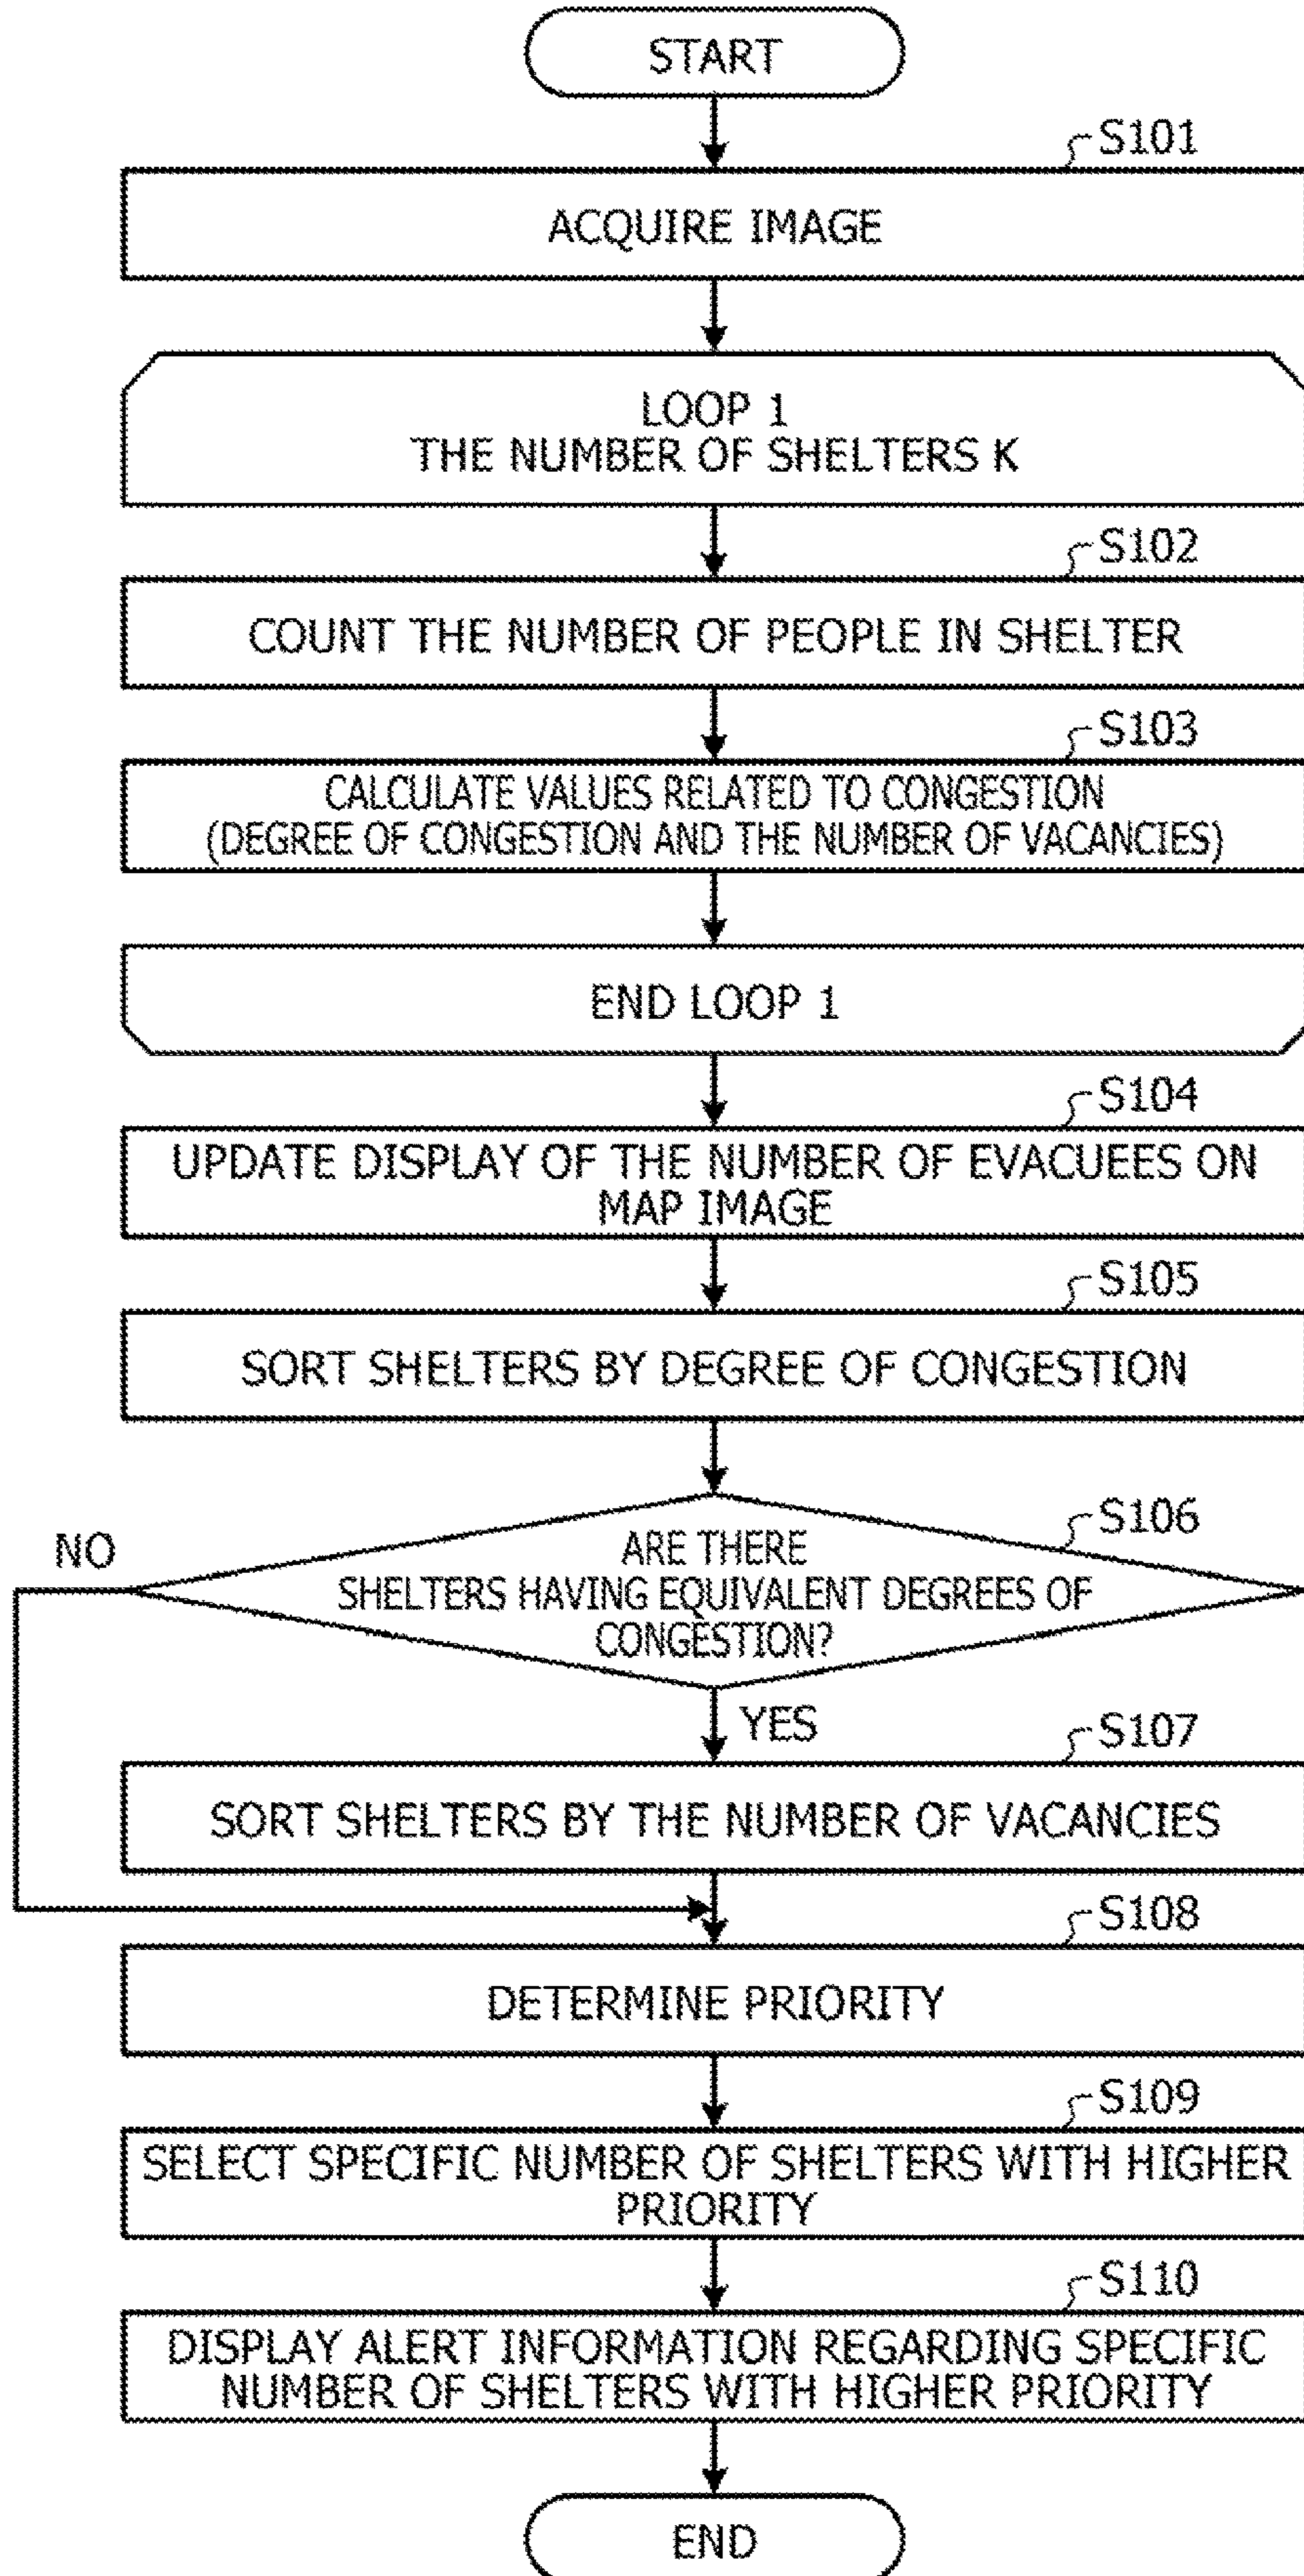 START
S101
ACQUIRE IMAGE
LOOP 1
THE NUMBER OF SHELTERS K
S102
COUNT THE NUMBER OF PEOPLE IN SHELTER
S103
CALCULATE VALUES RELATED TO CONGESTION
(DEGREE OF CONGESTION AND THE NUMBER OF VACANCIES)
END LOOP 1
S104
UPDATE DISPLAY OF THE NUMBER OF EVACUEES ON
MAP IMAGE
S105
SORT SHELTERS BY DEGREE OF CONGESTION
S106
NO
ARE THERE
SHELTERS HAVING EQUIVALENT DEGREES OF
CONGESTION?
YES
S107
SORT SHELTERS BY THE NUMBER OF VACANCIES
S108
DETERMINE PRIORITY
S109
SELECT SPECIFIC NUMBER OF SHELTERS WITH HIGHER
PRIORITY
S110
DISPLAY ALERT INFORMATION REGARDING SPECIFIC
NUMBER OF SHELTERS WITH HIGHER PRIORITY
END